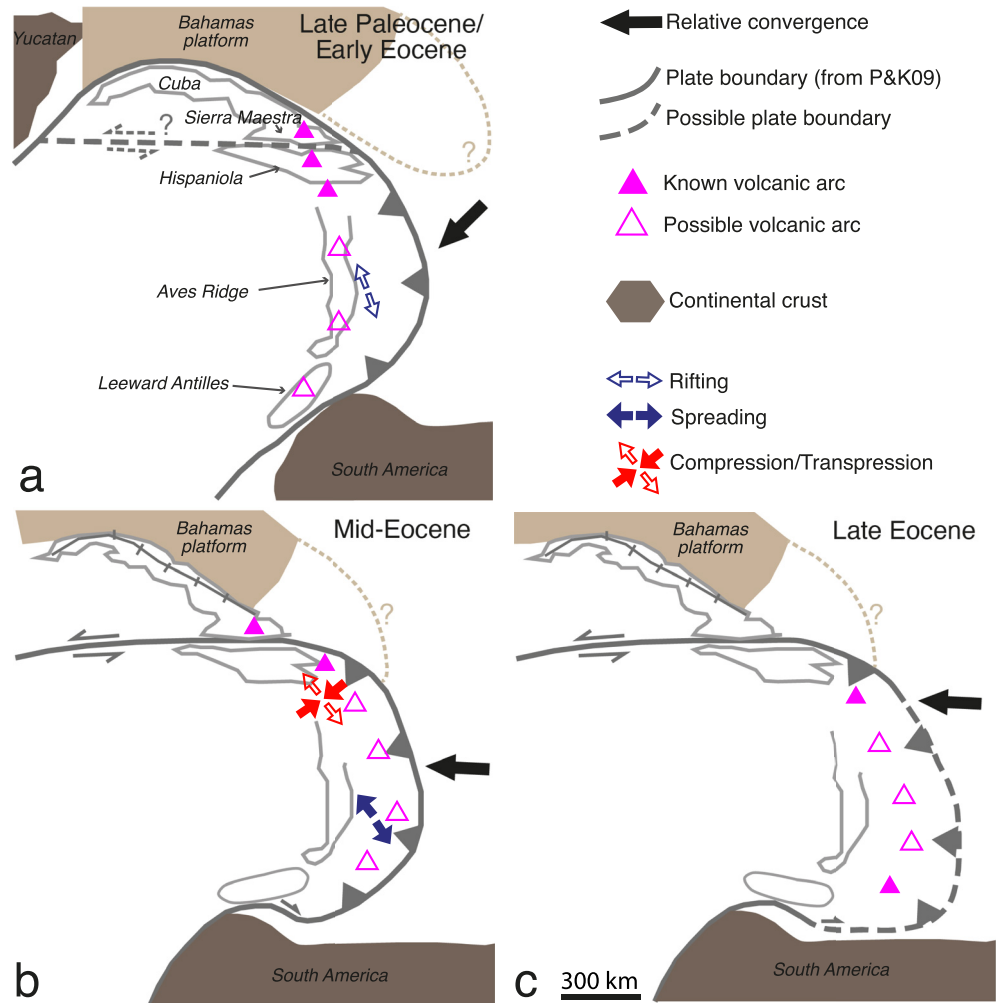 Yucatan
Bahamas
platform
Late Paleocene/
Early Eocene
Cuba
?
Sierra Maestra
Hispaniola
?
Aves Ridge
Leeward Antilles
South America
a
Relative convergence
Plate boundary (from P&K09)
Possible plate boundary
Known volcanic arc
Possible volcanic arc
Continental crust
Rifting
Spreading
Compression/Transpression
Bahamas
platform
Mid-Eocene
?
South America
b
Bahamas
platform
Late Eocene
?
South America
c
300 km